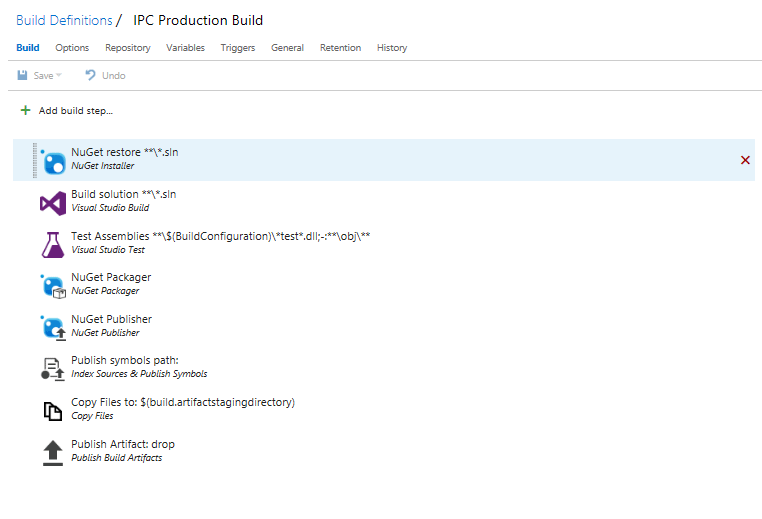 Build Definitions / IPC Production Build
Build Options Repository Variables Triggers General Retention History
Save Undo
Add build step...
NuGet restore **\*.sln
NuGet Installer
Build solution **\*.sln
Visual Studio Build
Test Assemblies **\$(BuildConfiguration)\*test*.dll;-:**\obj\**
Visual Studio Test
NuGet Packager
NuGet Packager
NuGet Publisher
NuGet Publisher
Publish symbols path:
Index Sources & Publish Symbols
Copy Files to: $(build.artifactstagingdirectory)
Copy Files
Publish Artifact: drop
Publish Build Artifacts